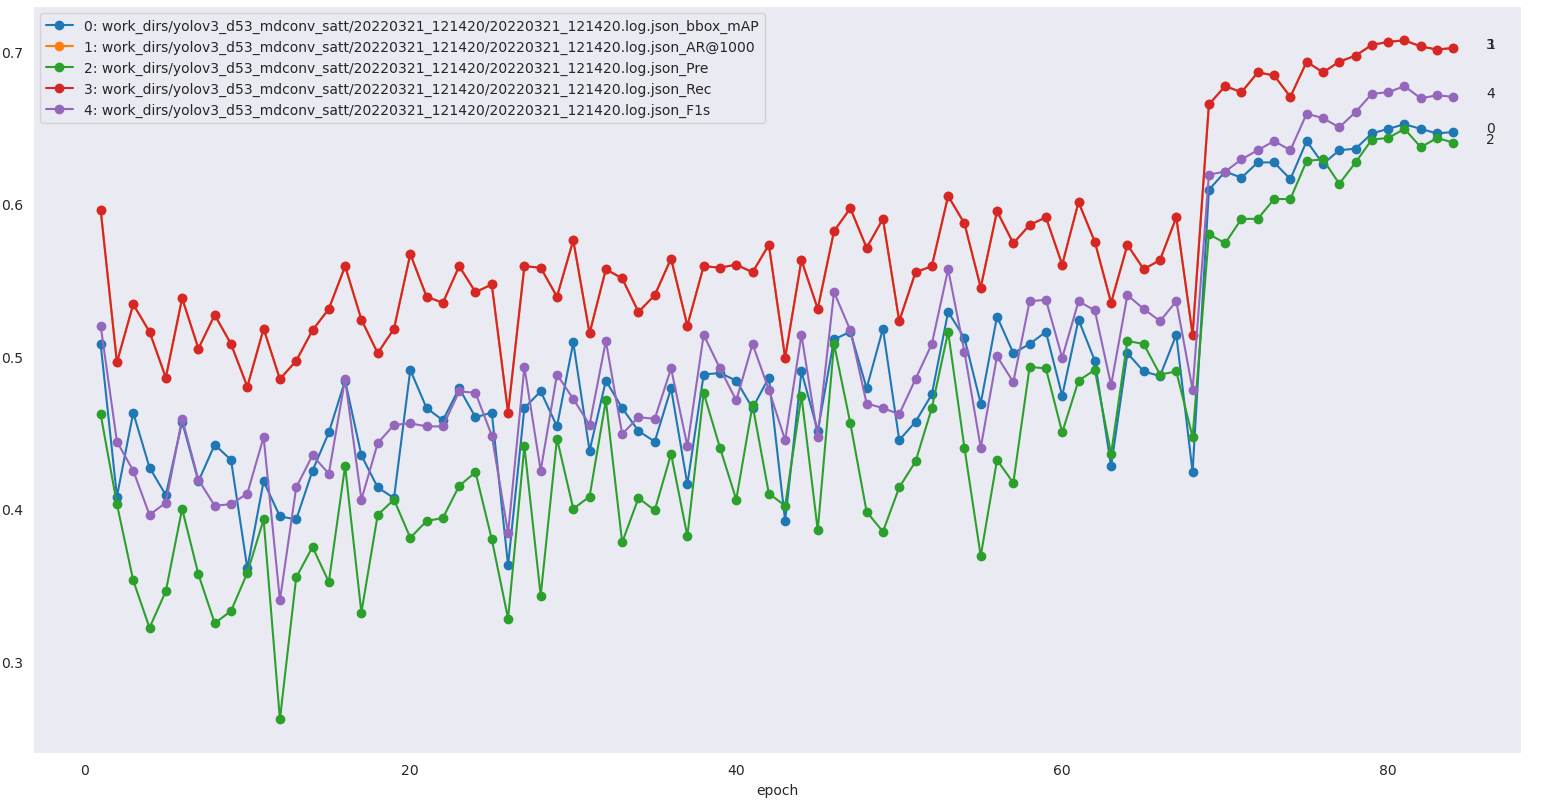 0: work_dirs/yolov3_d53_mdconv_satt/20220321_121420/20220321_121420.log.json_bbox_mAP
1: work_dirs/yolov3_d53_mdconv_satt/20220321_121420/20220321_121420.log.json_AR@1000
2: work_dirs/yolov3_d53_mdconv_satt/20220321_121420/20220321_121420.log.json_Pre
3: work_dirs/yolov3_d53_mdconv_satt/20220321_121420/20220321_121420.log.json_Rec
4: work_dirs/yolov3_d53_mdconv_satt/20220321_121420/20220321_121420.log.json_F1s
0.7
0.6
0.5
0.4
0.3
4
0
2
0 20 40 60 80
epoch